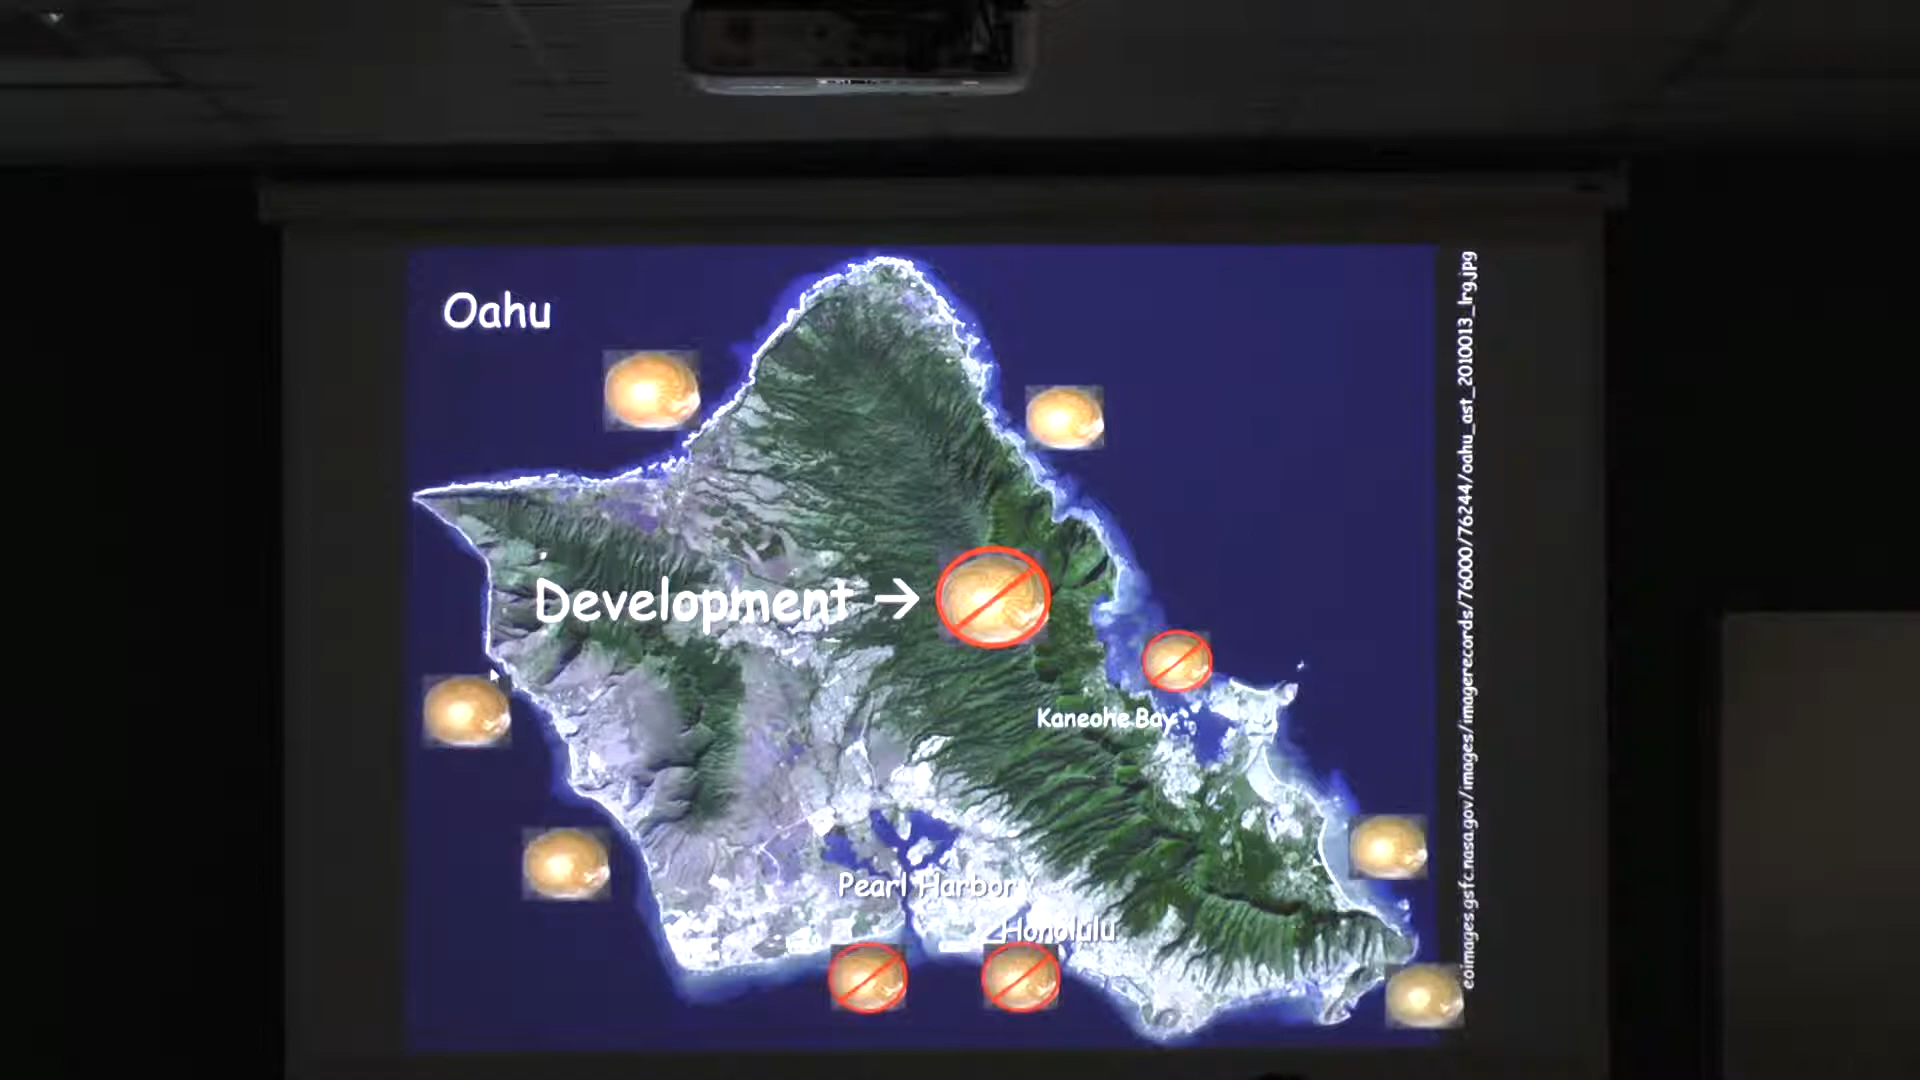 Oahu
Development →
Kaneohe Bay
Pearl Harbor
Honolulu
eoimages.gsfc.nasa.gov/images/imagerecords/76000/76244/oahu_ast_2010013_lrg.jpg